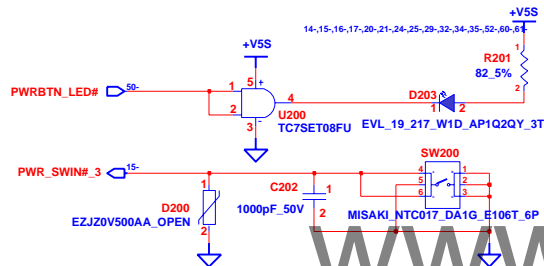 +V5S
14-,15-,16-,17-,20-,21-,24-,25-,29-,32-,34-,35-,52-,60-,61-
+V5S
1
R201
82_5%
2
PWRBTN_LED#
50-
1
2
5
+
4
-
3
U200
TC7SET08FU
D203
1
2
EVL_19_217_W1D_AP1Q2QY_3T
PWR_SWIN#_3
15-
SW200
4
5
6
1
2
3
1
D200
2
EZJZ0V500AA_OPEN
C202
1
1000pF_50V
2
MISAKI_NTC017_DA1G_E106T_6P